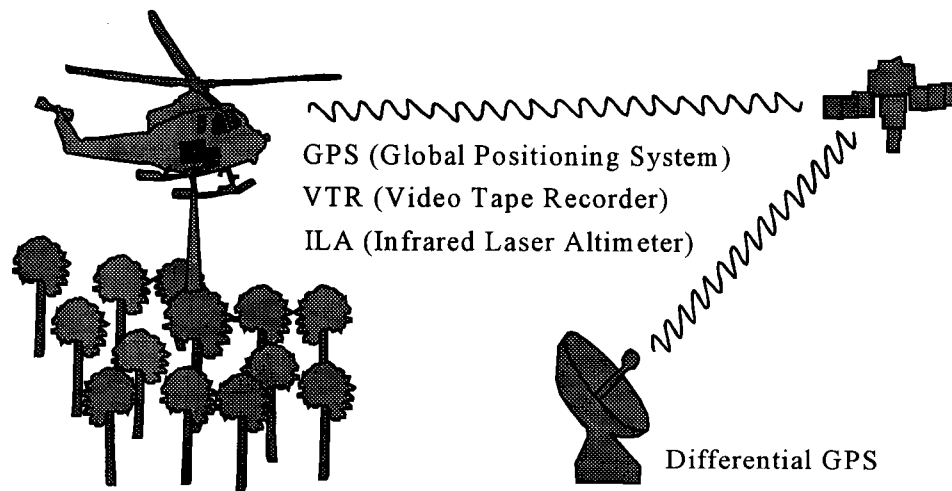 GPS (Global Positioning System)
VTR (Video Tape Recorder)
ILA (Infrared Laser Altimeter)
Differential GPS